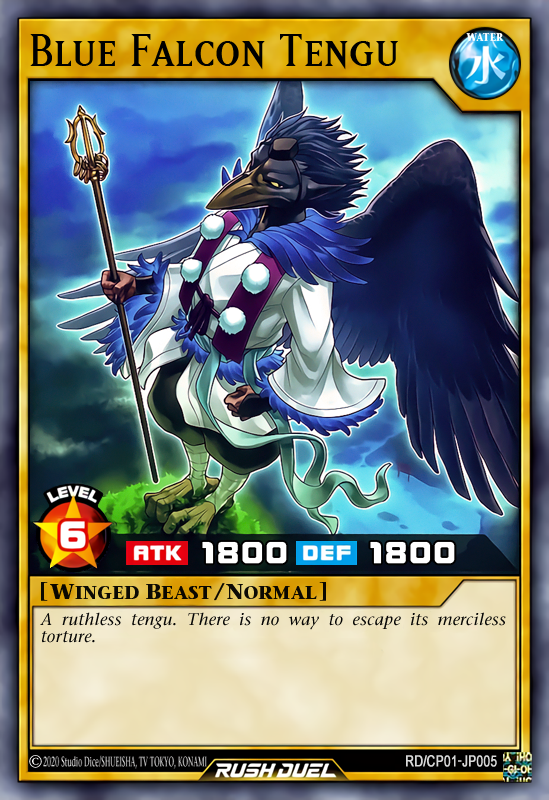 BLUE FALCON TENGU
WATER
水
LEVEL
6
ATK 1800 DEF 1800
[WINGED BEAST/NORMAL]
A ruthless tengu. There is no way to escape its merciless
torture.
©2020 Studio Dice/SHUEISHA, TV TOKYO, KONAMI
RUSH DUEL
RD/CP01-JP005